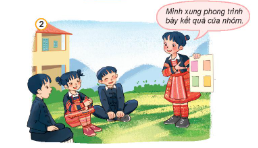 2
Mình xung phong trình
bày kết quả của nhóm.